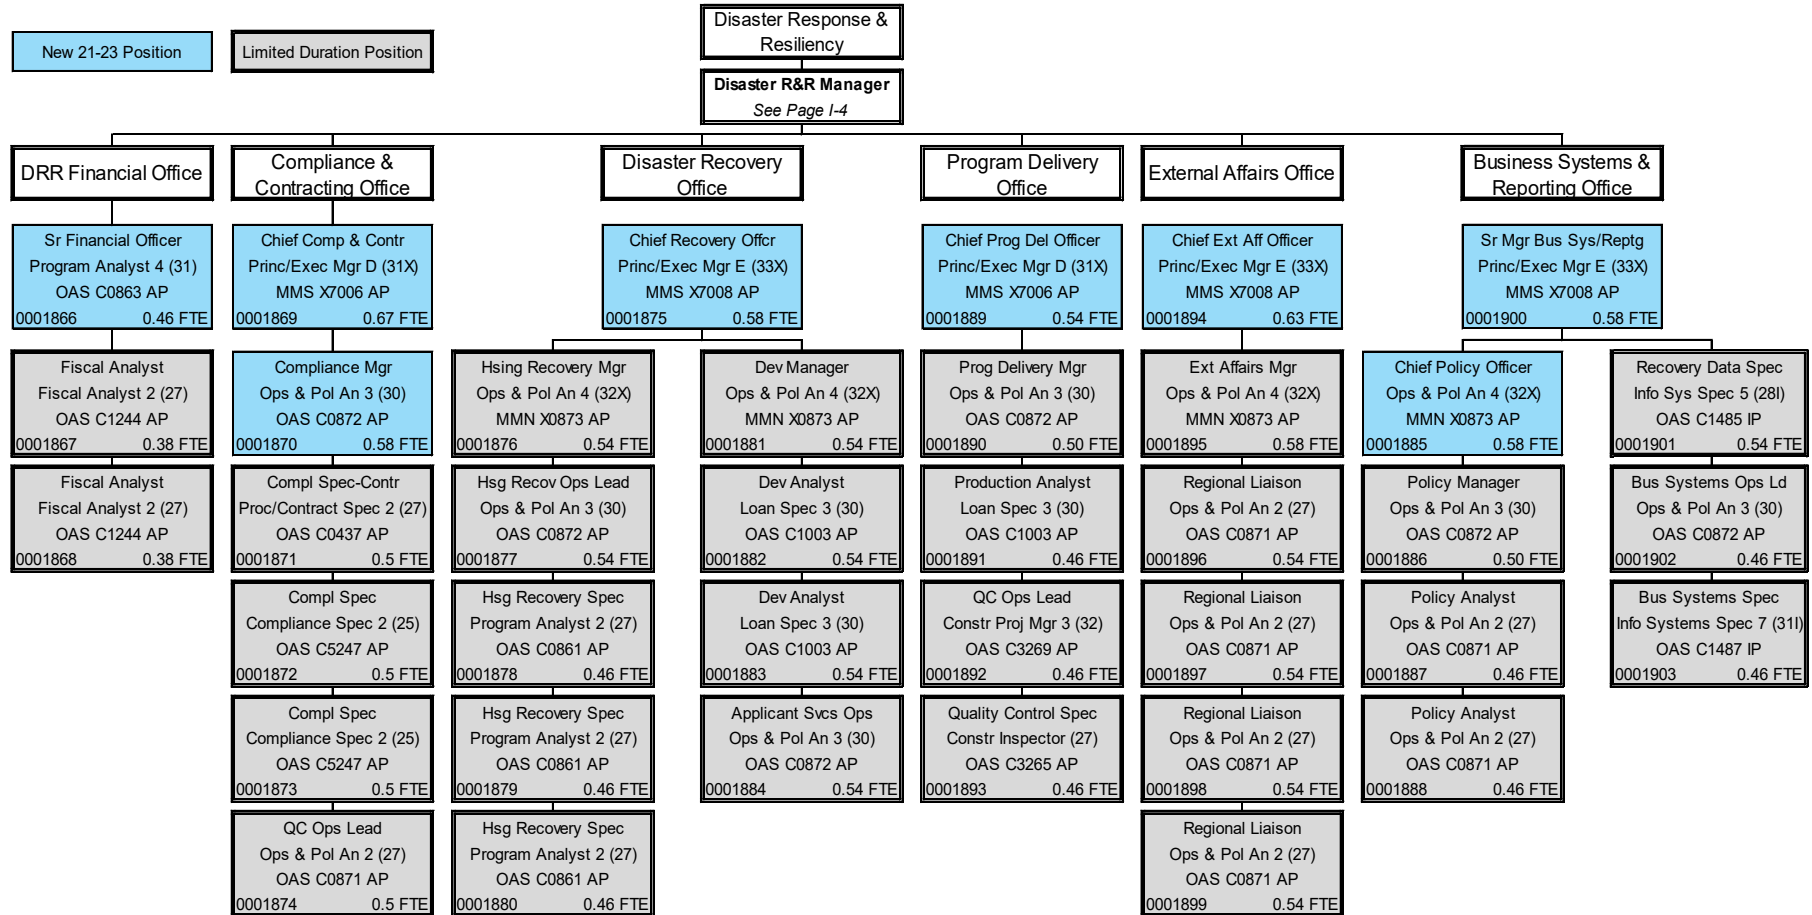 New 21-23 Position
Limited Duration Position
Disaster Response &
Resiliency
Disaster R&R Manager
See Page I-4
DRR Financial Office
Compliance &
Contracting Office
Disaster Recovery
Office
Program Delivery
Office
External Affairs Office
Business Systems &
Reporting Office
Sr Financial Officer
Program Analyst 4 (31)
OAS C0863 AP
0001866 0.46 FTE
Chief Comp & Contr
Princ/Exec Mgr D (31X)
MMS X7006 AP
0001869 0.67 FTE
Chief Recovery Offcr
Princ/Exec Mgr E (33X)
MMS X7008 AP
0001875 0.58 FTE
Chief Prog Del Officer
Princ/Exec Mgr D (31X)
MMS X7006 AP
0001889 0.54 FTE
Chief Ext Aff Officer
Princ/Exec Mgr E (33X)
MMS X7008 AP
0001894 0.63 FTE
Sr Mgr Bus Sys/Reptg
Princ/Exec Mgr E (33X)
MMS X7008 AP
0001900 0.58 FTE
Fiscal Analyst
Fiscal Analyst 2 (27)
OAS C1244 AP
0001867 0.38 FTE
Compliance Mgr
Ops & Pol An 3 (30)
OAS C0872 AP
0001870 0.58 FTE
Hsing Recovery Mgr
Ops & Pol An 4 (32X)
MMN X0873 AP
0001876 0.54 FTE
Dev Manager
Ops & Pol An 4 (32X)
MMN X0873 AP
0001881 0.54 FTE
Prog Delivery Mgr
Ops & Pol An 3 (30)
OAS C0872 AP
0001890 0.50 FTE
Ext Affairs Mgr
Ops & Pol An 4 (32X)
MMN X0873 AP
0001895 0.58 FTE
Chief Policy Officer
Ops & Pol An 4 (32X)
MMN X0873 AP
0001885 0.58 FTE
Recovery Data Spec
Info Sys Spec 5 (28I)
OAS C1485 IP
0001901 0.54 FTE
Fiscal Analyst
Fiscal Analyst 2 (27)
OAS C1244 AP
0001868 0.38 FTE
Compl Spec-Contr
Proc/Contract Spec 2 (27)
OAS C0437 AP
0001871 0.5 FTE
Hsg Recov Ops Lead
Ops & Pol An 3 (30)
OAS C0872 AP
0001877 0.54 FTE
Dev Analyst
Loan Spec 3 (30)
OAS C1003 AP
0001882 0.54 FTE
Production Analyst
Loan Spec 3 (30)
OAS C1003 AP
0001891 0.46 FTE
Regional Liaison
Ops & Pol An 2 (27)
OAS C0871 AP
0001896 0.54 FTE
Policy Manager
Ops & Pol An 3 (30)
OAS C0872 AP
0001886 0.50 FTE
Bus Systems Ops Ld
Ops & Pol An 3 (30)
OAS C0872 AP
0001902 0.46 FTE
Compl Spec
Compliance Spec 2 (25)
OAS C5247 AP
0001872 0.5 FTE
Hsg Recovery Spec
Program Analyst 2 (27)
OAS C0861 AP
0001878 0.46 FTE
Dev Analyst
Loan Spec 3 (30)
OAS C1003 AP
0001883 0.54 FTE
QC Ops Lead
Constr Proj Mgr 3 (32)
OAS C3269 AP
0001892 0.46 FTE
Regional Liaison
Ops & Pol An 2 (27)
OAS C0871 AP
0001897 0.54 FTE
Policy Analyst
Ops & Pol An 2 (27)
OAS C0871 AP
0001887 0.46 FTE
Bus Systems Spec
Info Systems Spec 7 (31I)
OAS C1487 IP
0001903 0.46 FTE
Compl Spec
Compliance Spec 2 (25)
OAS C5247 AP
0001873 0.5 FTE
Hsg Recovery Spec
Program Analyst 2 (27)
OAS C0861 AP
0001879 0.46 FTE
Applicant Svcs Ops
Ops & Pol An 3 (30)
OAS C0872 AP
0001884 0.54 FTE
Quality Control Spec
Constr Inspector (27)
OAS C3265 AP
0001893 0.46 FTE
Regional Liaison
Ops & Pol An 2 (27)
OAS C0871 AP
0001898 0.54 FTE
Policy Analyst
Ops & Pol An 2 (27)
OAS C0871 AP
0001888 0.46 FTE
QC Ops Lead
Ops & Pol An 2 (27)
OAS C0871 AP
0001874 0.5 FTE
Hsg Recovery Spec
Program Analyst 2 (27)
OAS C0861 AP
0001880 0.46 FTE
Regional Liaison
Ops & Pol An 2 (27)
OAS C0871 AP
0001899 0.54 FTE